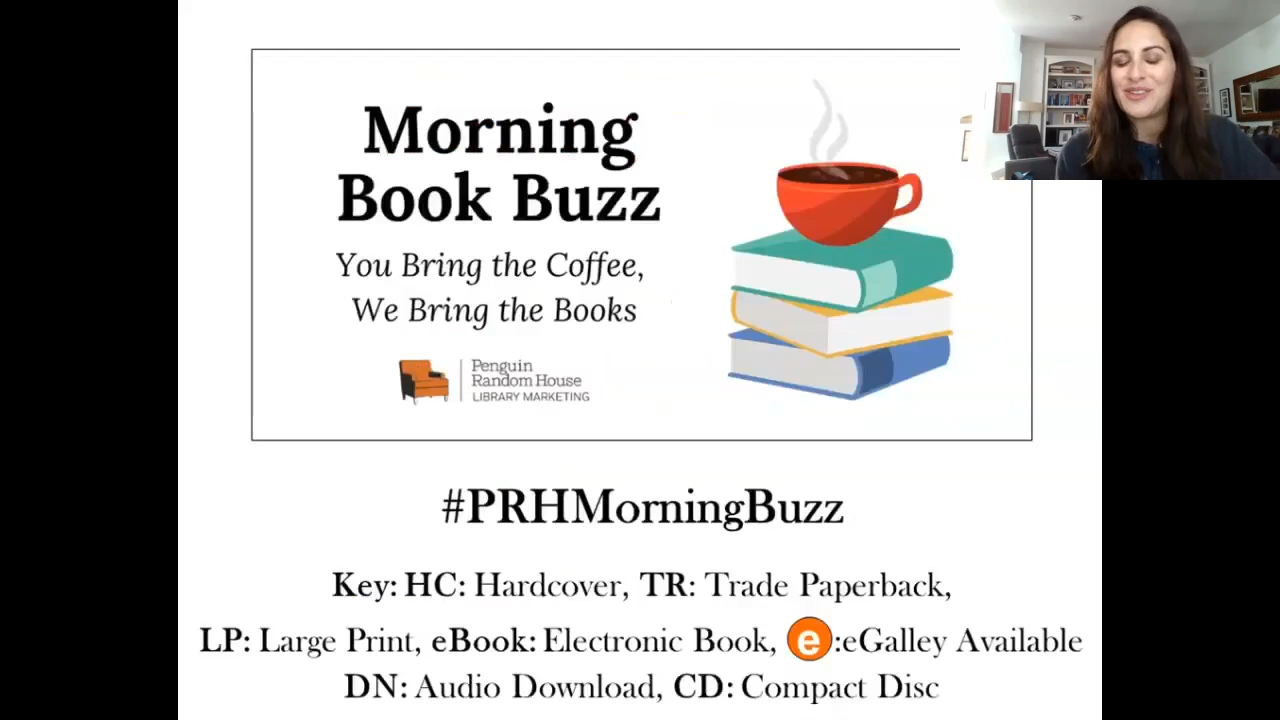 Morning
Book Buzz
You Bring the Coffee,
We Bring the Books
Penguin
Random House
LIBRARY MARKETING
#PRHMorningBuzz
Key: HC: Hardcover, TR: Trade Paperback,
LP: Large Print, eBook: Electronic Book, e:eGalley Available
DN: Audio Download, CD: Compact Disc